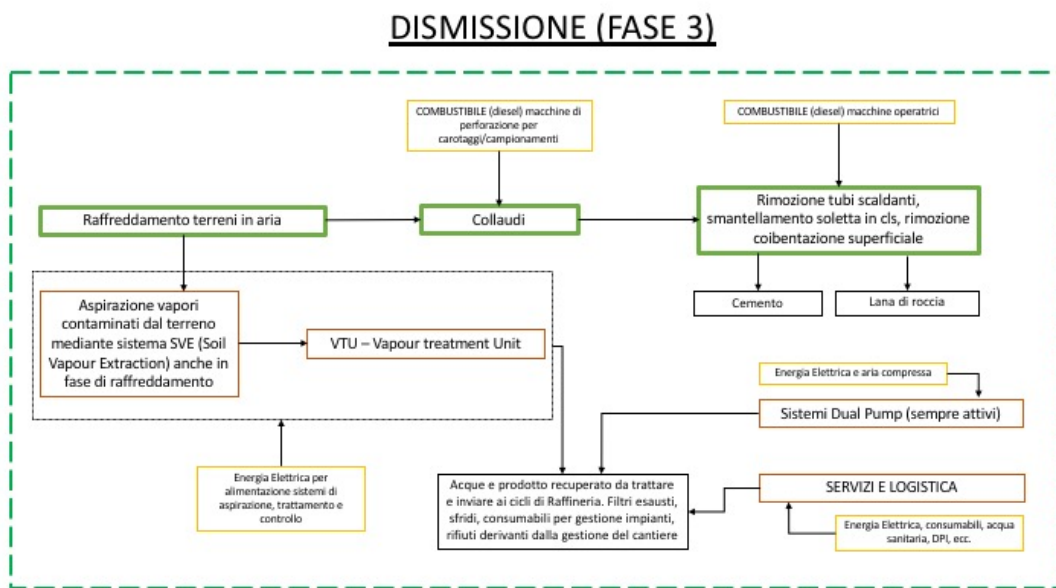 DISMISSIONE (FASE 3)
COMBUSTIBILE (diesel) macchine di
perforazione per
carotaggi/campionamenti
COMBUSTIBILE (diesel) macchine operatrici
Raffreddamento terreni in aria
Collaudi
Rimozione tubi scaldanti,
smantellamento soletta in cls, rimozione
coibentazione superficiale
Cemento
Lana di roccia
Aspirazione vapori
contaminati dal terreno
mediante sistema SVE (Soil
Vapour Extraction) anche in
fase di raffreddamento
VTU – Vapour treatment Unit
Energia Elettrica e aria compressa
Sistemi Dual Pump (sempre attivi)
Energia Elettrica per
alimentazione sistemi di
aspirazione, trattamento e
controllo
Acque e prodotto recuperato da trattare
e inviare ai cicli di Raffineria. Filtri esausti,
sfridi, consumabili per gestione impianti,
rifiuti derivanti dalla gestione del cantiere
SERVIZI E LOGISTICA
Energia Elettrica, consumabili, acqua
sanitaria, DPI, ecc.